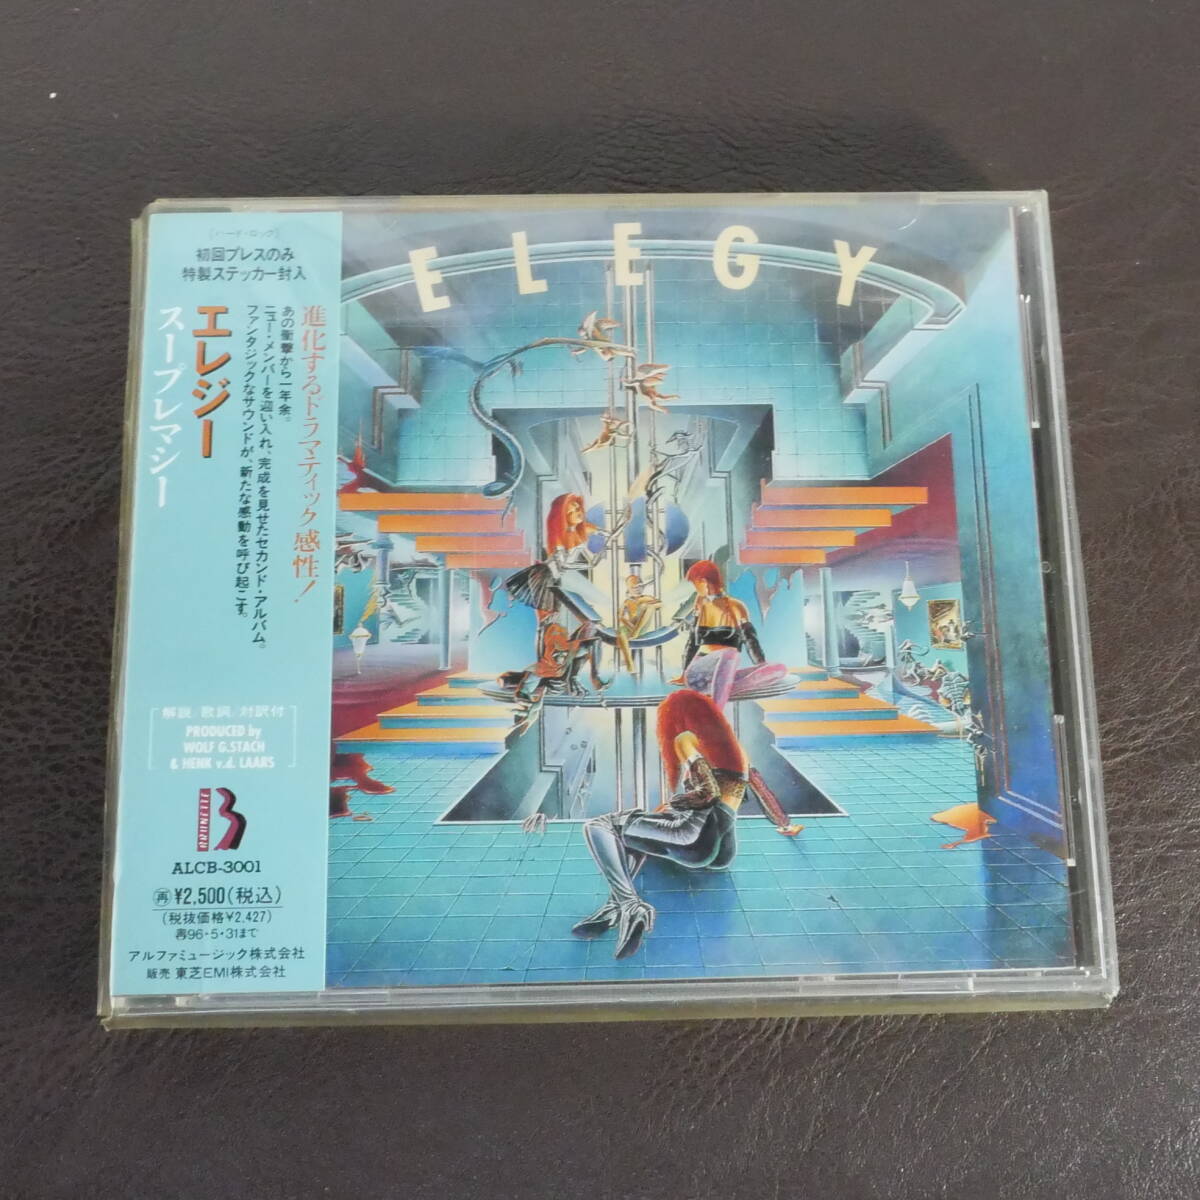 ELEGY
(ハード・ロック)
初回プレスのみ
特製ステッカー封入
進化するドラマティック感性!
あの衝撃から一年余。
ニュー・メンバーを迎い入れ、完成を見せたセカンド・アルバム。
ファンタジックなサウンドが、新たな感動を呼び起こす。
エレジー
スープレマシー
[解説/歌詞/対訳付
PRODUCED by
WOLF G.STACH
& HENK v.d. LAARS]
BRUNETTE
B
ALCB-3001
再¥2,500(税込)
(税抜価格¥2,427)
再96・5・31まで
アルファミュージック株式会社
販売 東芝EMI株式会社